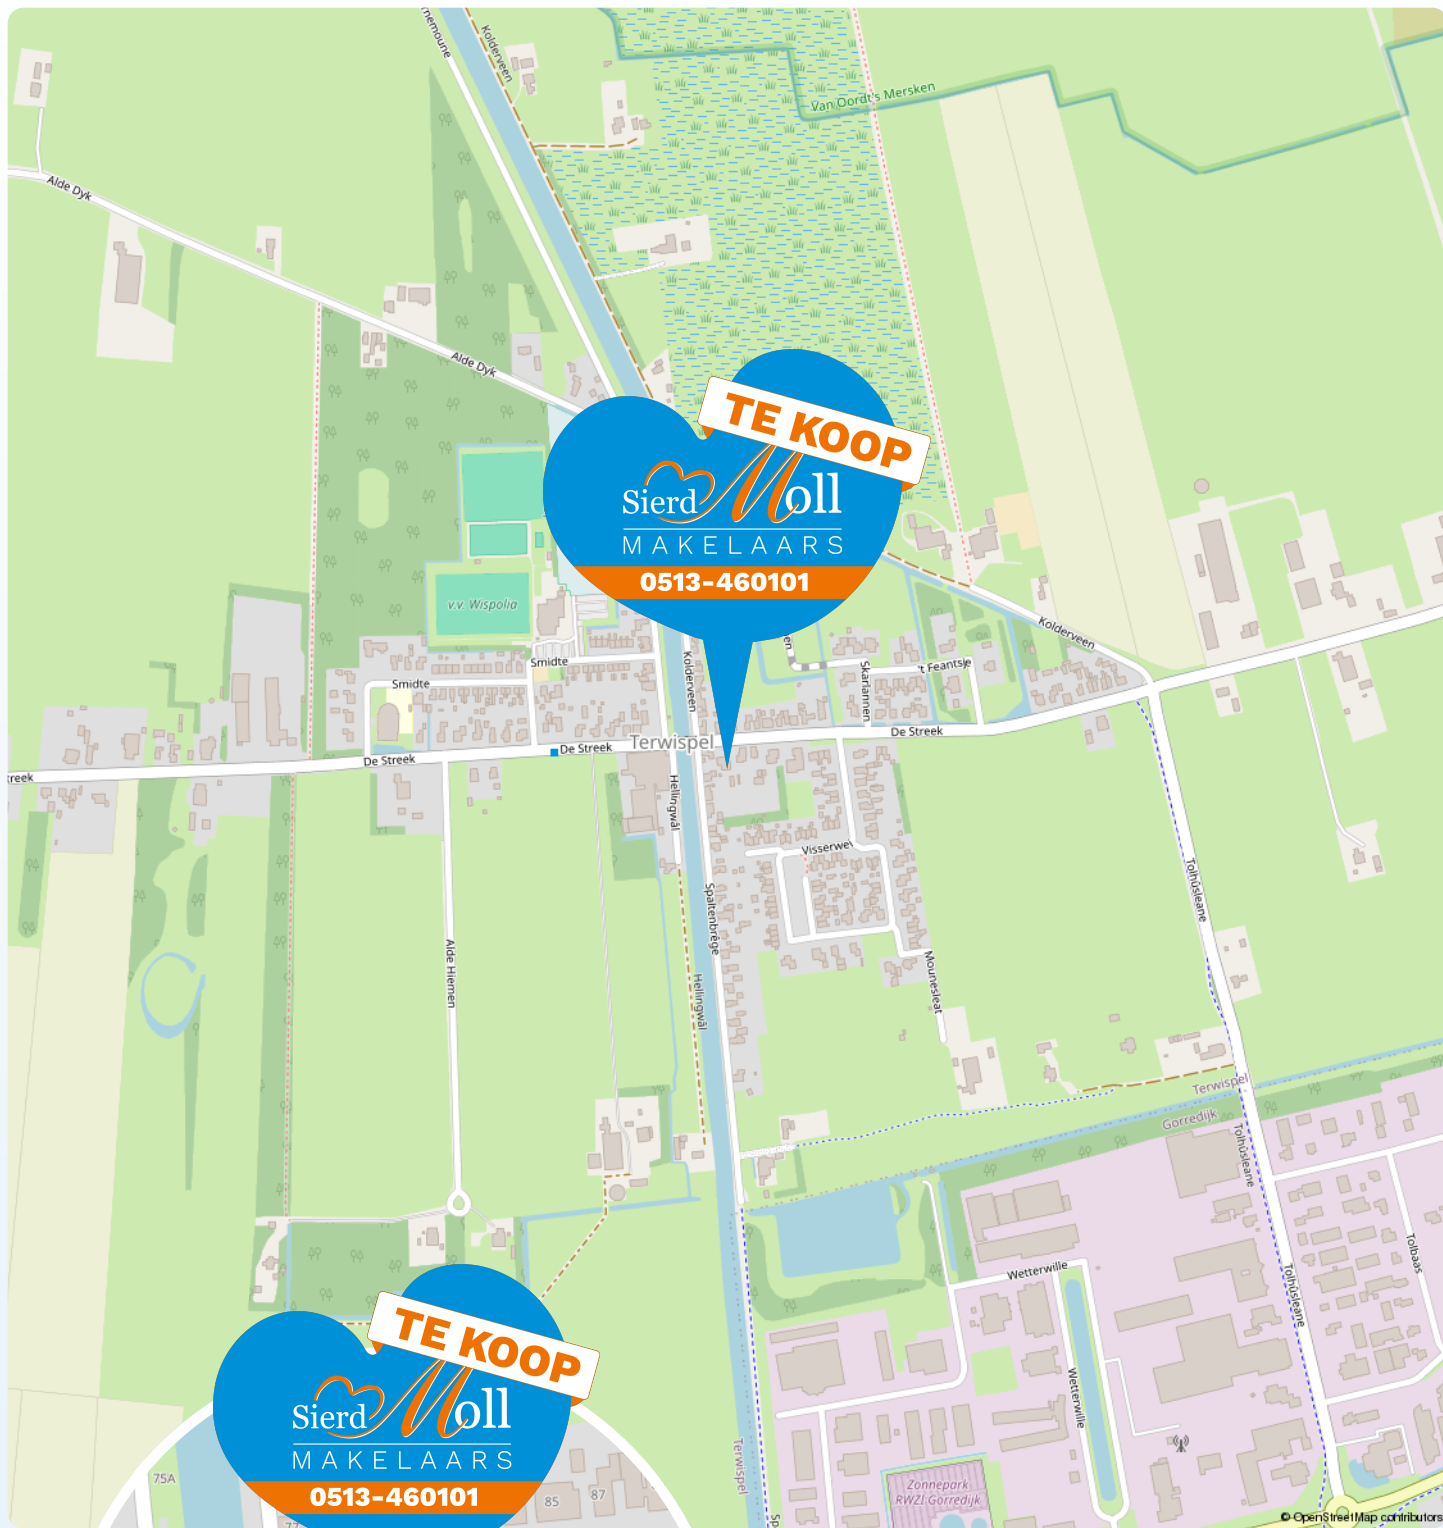 Kolderveen
Van Oordt's Mersken
Alde Dyk
Alde Dyk
TE KOOP
Sierd Moll
MAKELAARS
0513-460101
v.v. Wispolia
Kolderveen
Smidte
Smidte
Kolderveen
Skariannen
't Feantsje
De Streek
De Streek
De Streek
Terwispel
Hellingwâl
Visserwei
Spaltenbrêge
Tolhûsleane
Alde Hiemen
Hellingwâl
Mounesleat
Terwispel
Gorredijk
Tolhûsleane
Wetterwille
Tolbaas
Tolhûsleane
Wetterwille
TE KOOP
Sierd Moll
MAKELAARS
0513-460101
Terwispel
75A
85
87
77
Zonnepark
RWZI Gorredijk
© OpenStreetMap contributors